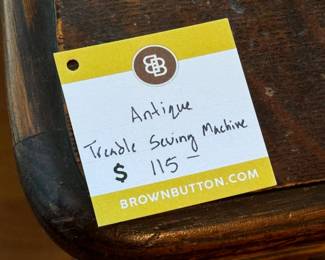 B B
Antique
Treadle Sewing Machine
$ 115 —
BROWNBUTTON.COM